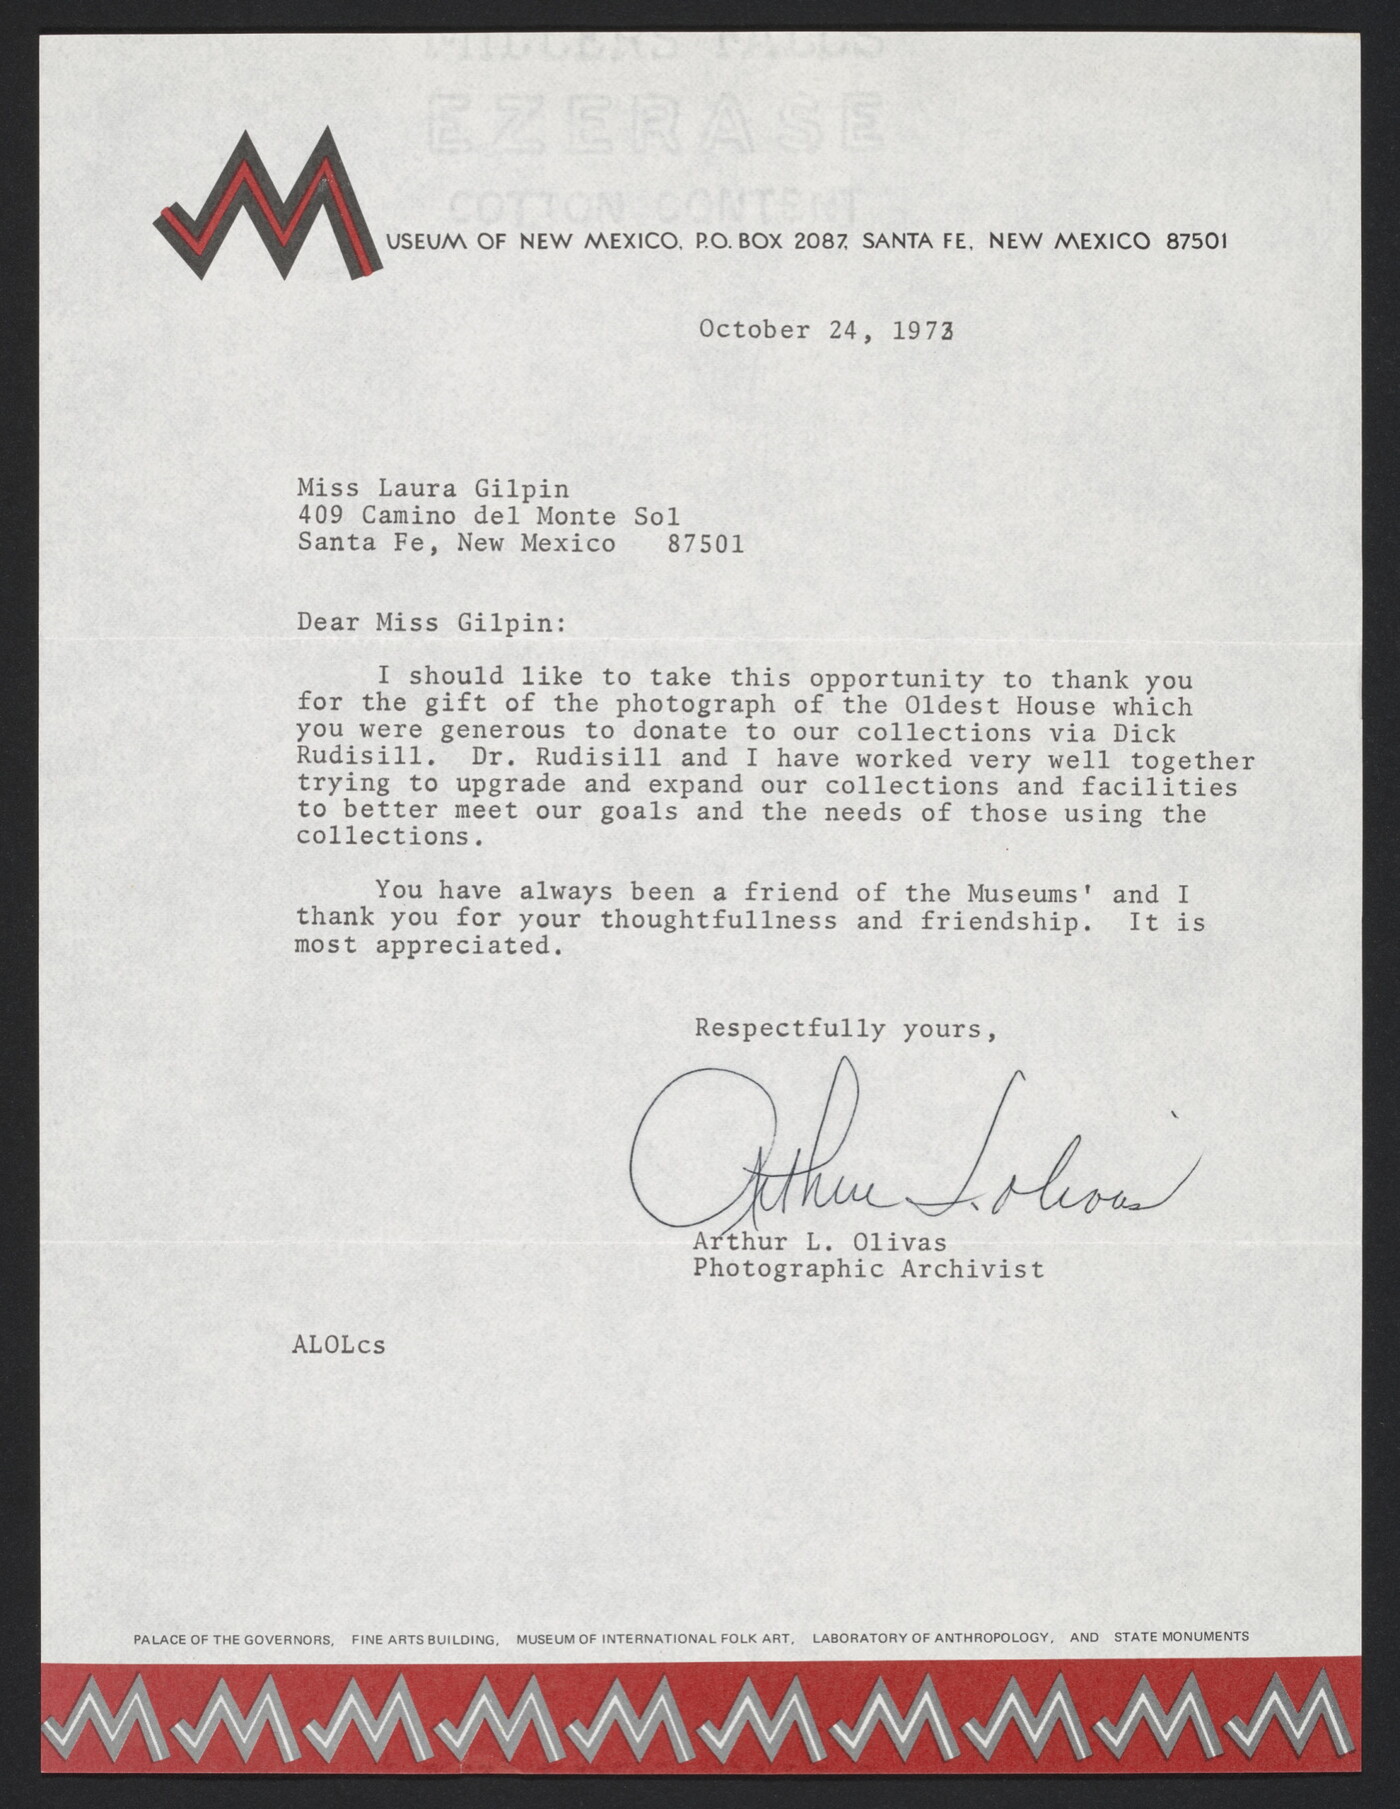 MILLERS FALLS
EZERASE
COTTON CONTENT
MUSEUM OF NEW MEXICO, P.O. BOX 2087, SANTA FE, NEW MEXICO 87501
October 24, 1973
Miss Laura Gilpin
409 Camino del Monte Sol
Santa Fe, New Mexico 87501
Dear Miss Gilpin:
I should like to take this opportunity to thank you
for the gift of the photograph of the Oldest House which
you were generous to donate to our collections via Dick
Rudisill. Dr. Rudisill and I have worked very well together
trying to upgrade and expand our collections and facilities
to better meet our goals and the needs of those using the
collections.
You have always been a friend of the Museums' and I
thank you for your thoughtfullness and friendship. It is
most appreciated.
Respectfully yours,
Arthur L. Olivas
Arthur L. Olivas
Photographic Archivist
ALOLcs
PALACE OF THE GOVERNORS, FINE ARTS BUILDING, MUSEUM OF INTERNATIONAL FOLK ART, LABORATORY OF ANTHROPOLOGY, AND STATE MONUMENTS